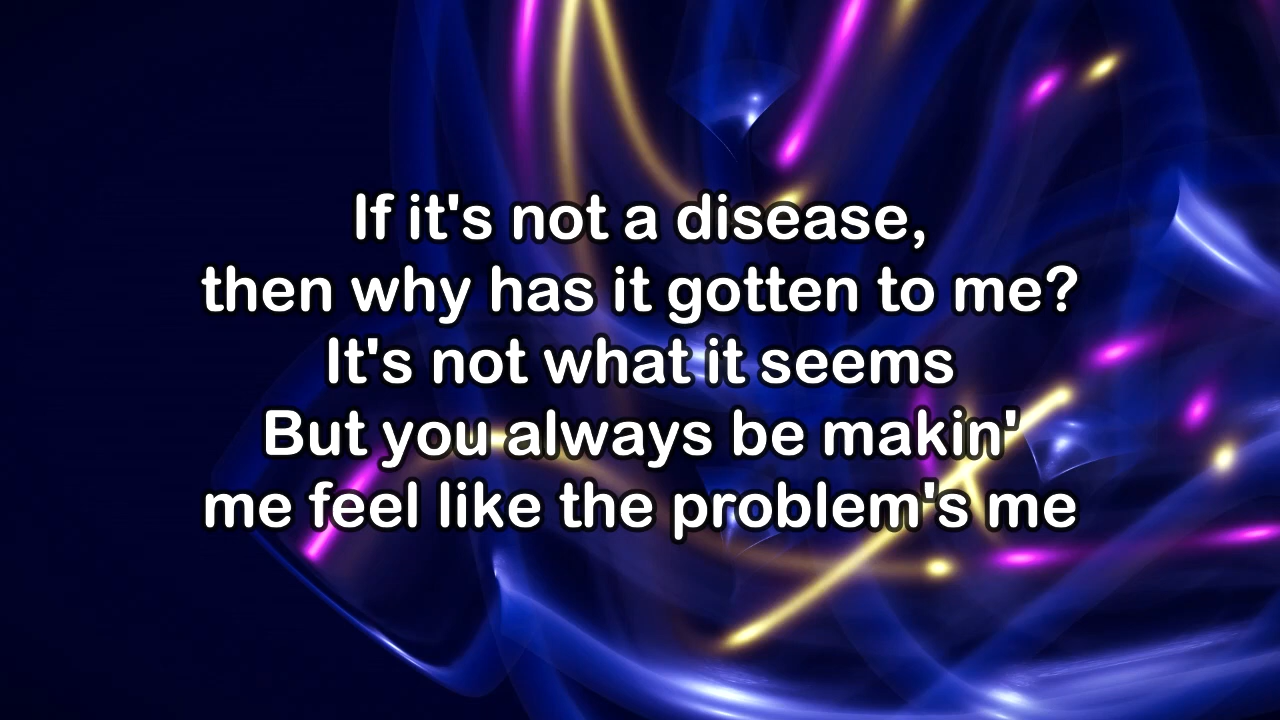 If it's not a disease,
then why has it gotten to me?
It's not what it seems
But you always be makin'
me feel like the problem's me